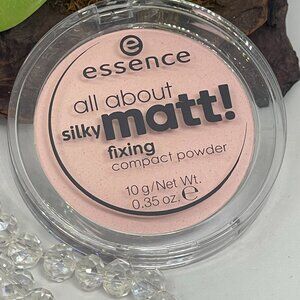 e
essence
all about
silky matt!
fixing
compact powder
10 g/Net Wt.
0.35 oz. ℮